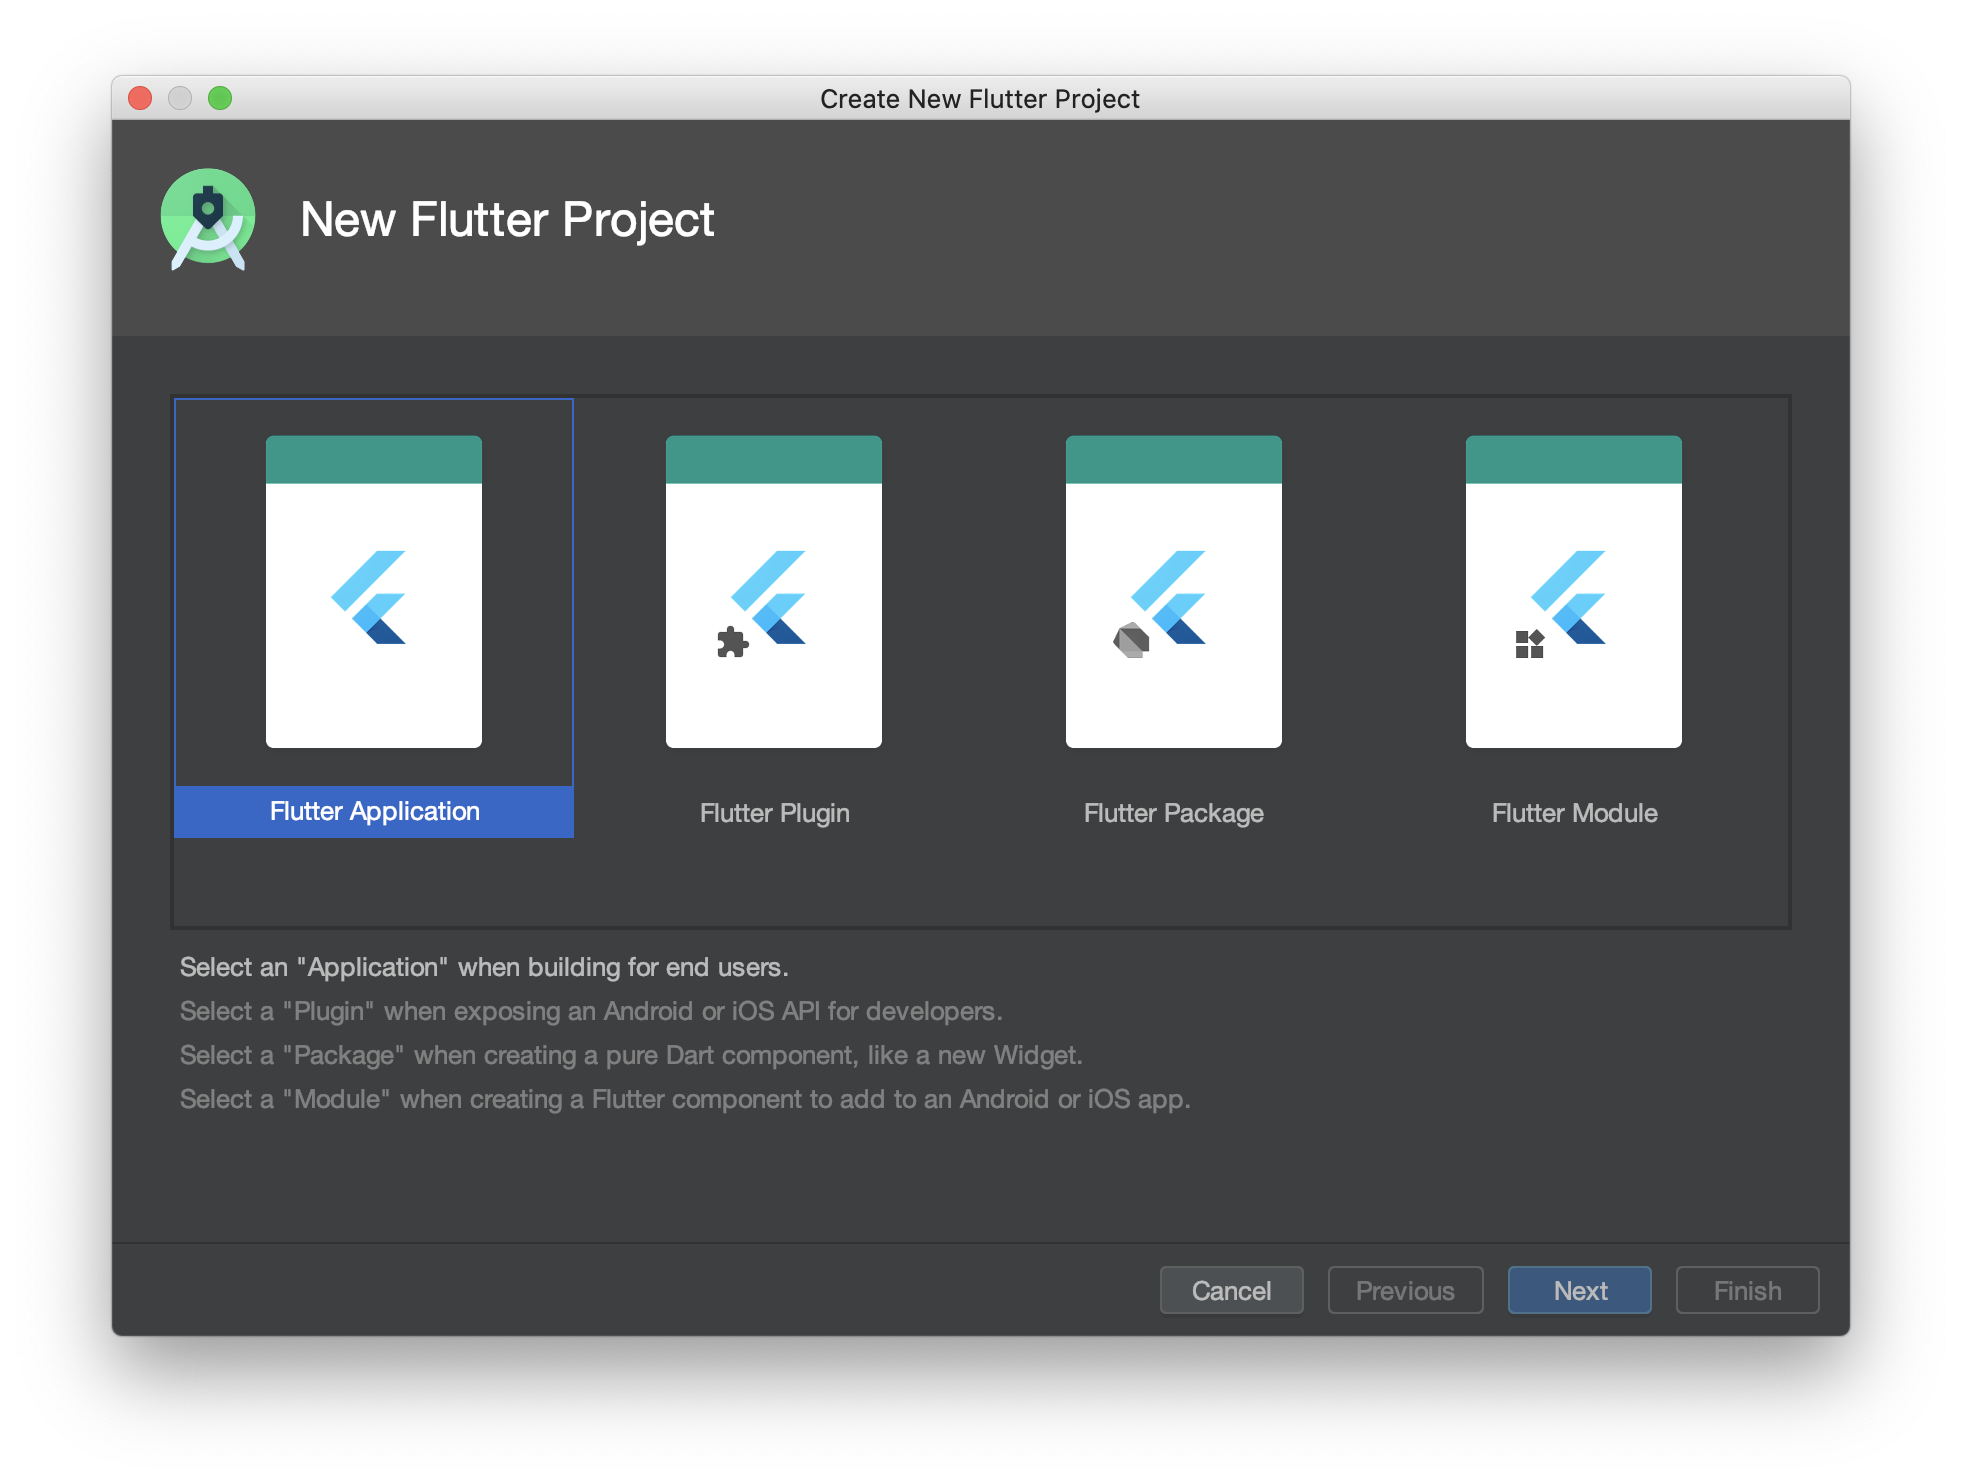 Create New Flutter Project
New Flutter Project
Flutter Application
Flutter Plugin
Flutter Package
Flutter Module
Select an "Application" when building for end users.
Select a "Plugin" when exposing an Android or iOS API for developers.
Select a "Package" when creating a pure Dart component, like a new Widget.
Select a "Module" when creating a Flutter component to add to an Android or iOS app.
Cancel
Previous
Next
Finish